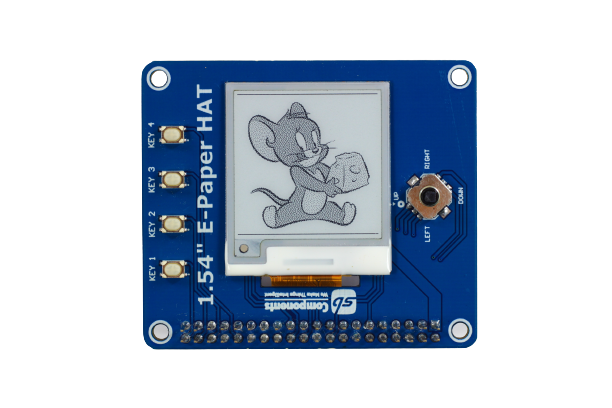 KEY 4
KEY 3
KEY 2
KEY 1
1.54" E-Paper HAT
RIGHT
UP
DOWN
LEFT
sb
Components
We Make Things Intelligent